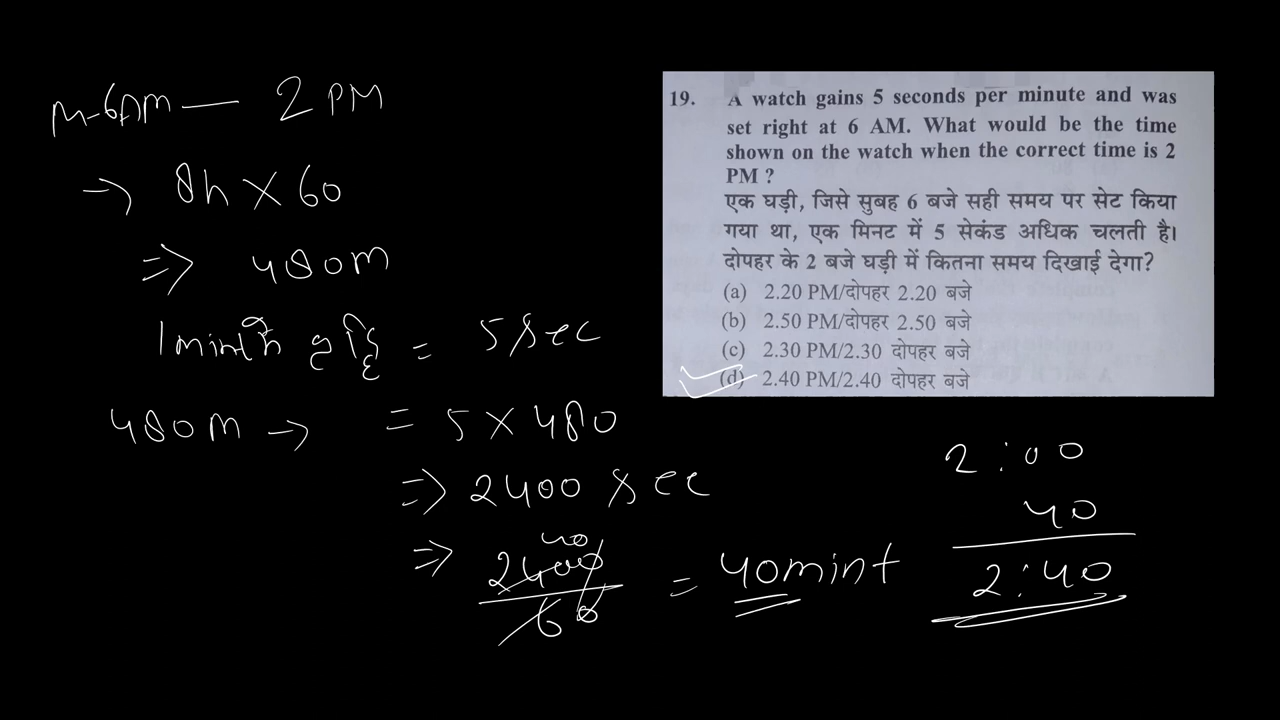 M-6AM — 2 PM
→ 8h × 60
⇒ 480m
1mint में वृद्धि = 5 sec
480m → = 5 × 480
⇒ 2400 sec
⇒ 2400/60 = 40mint
40
2:00
40
2:40
19. A watch gains 5 seconds per minute and was
set right at 6 AM. What would be the time
shown on the watch when the correct time is 2
PM ?
एक घड़ी, जिसे सुबह 6 बजे सही समय पर सेट किया
गया था, एक मिनट में 5 सेकंड अधिक चलती है।
दोपहर के 2 बजे घड़ी में कितना समय दिखाई देगा?
(a) 2.20 PM/दोपहर 2.20 बजे
(b) 2.50 PM/दोपहर 2.50 बजे
(c) 2.30 PM/2.30 दोपहर बजे
(d) 2.40 PM/2.40 दोपहर बजे